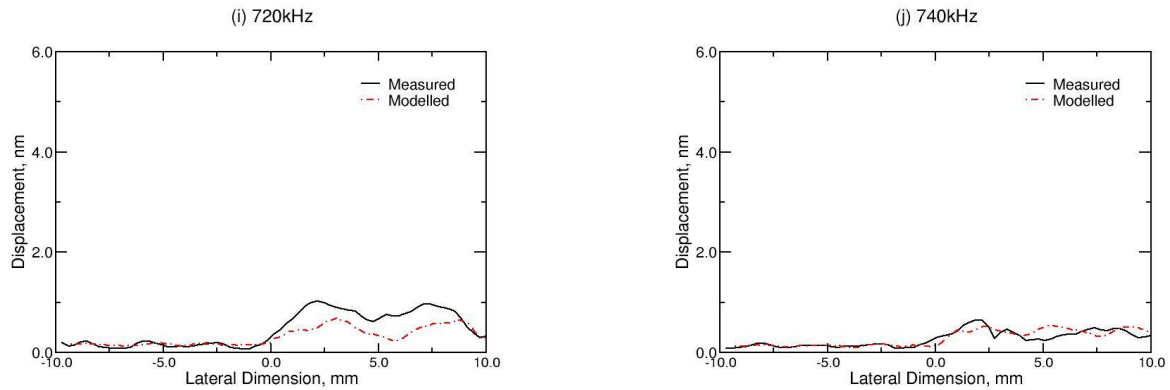 (i) 720kHz
6.0
Measured
Modelled
4.0
Displacement, nm
2.0
0.0
-10.0 -5.0 0.0 5.0 10.0
Lateral Dimension, mm
(j) 740kHz
6.0
Measured
Modelled
4.0
Displacement, nm
2.0
0.0
-10.0 -5.0 0.0 5.0 10.0
Lateral Dimension, mm